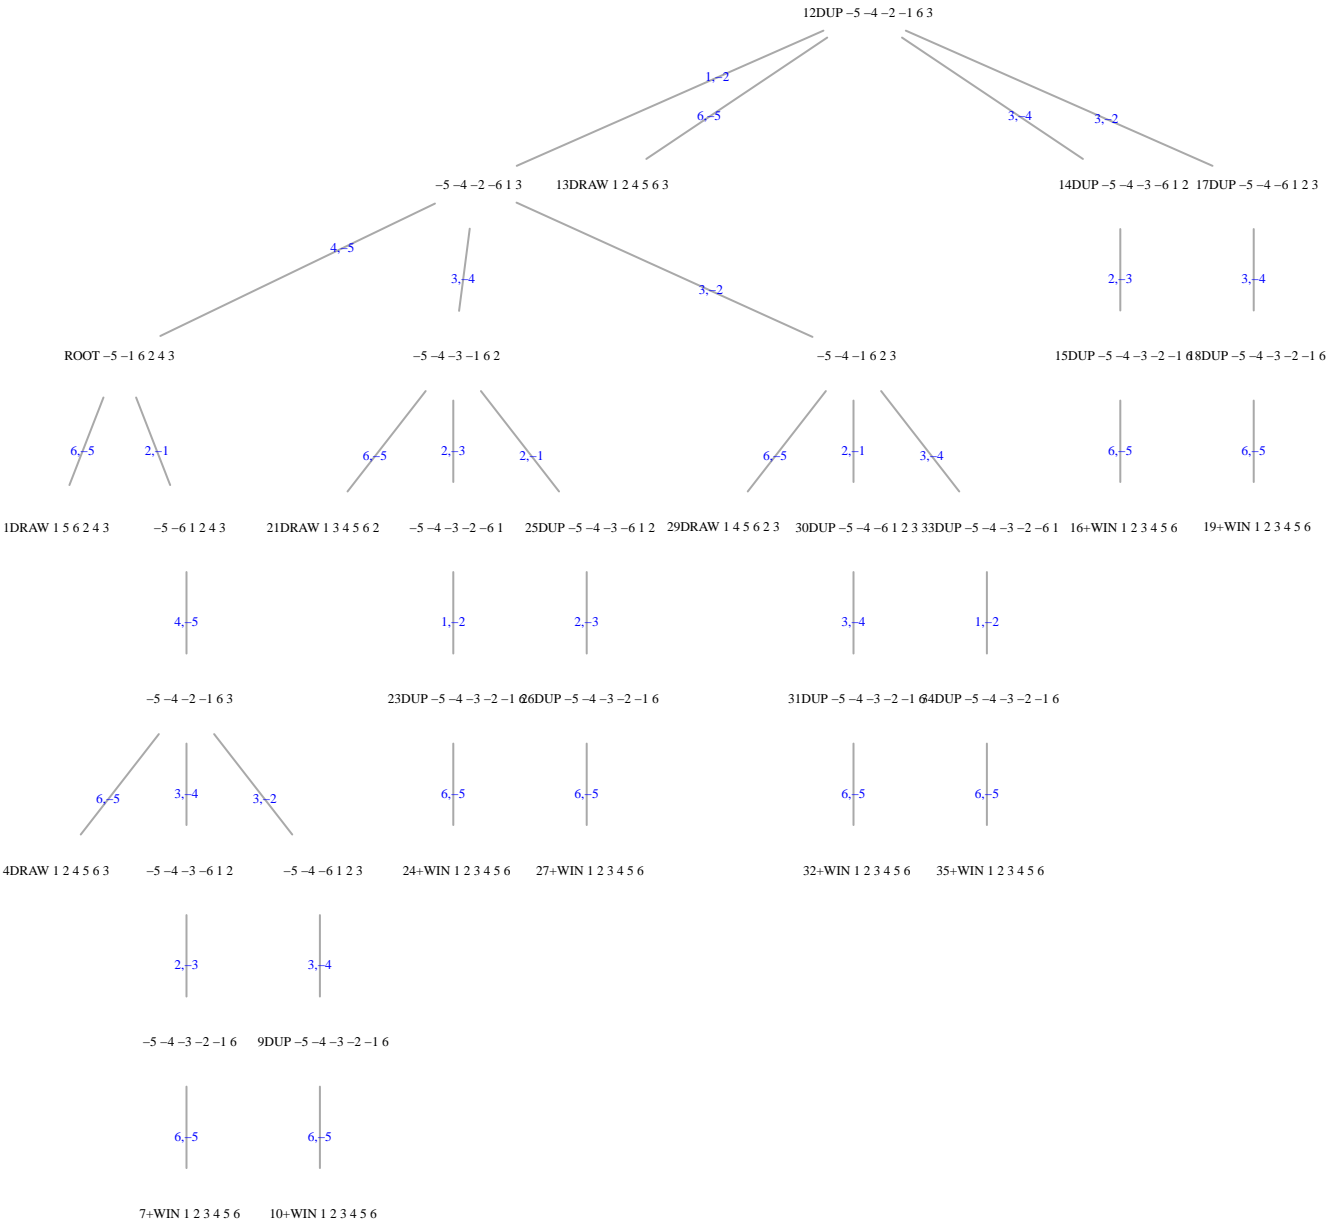 12DUP −5 −4 −2 −1 6 3
1,−2
6,−5
3,−4
3,−2
−5 −4 −2 −6 1 3
13DRAW 1 2 4 5 6 3
14DUP −5 −4 −3 −6 1 2
17DUP −5 −4 −6 1 2 3
4,−5
3,−4
3,−2
2,−3
3,−4
ROOT −5 −1 6 2 4 3
−5 −4 −3 −1 6 2
−5 −4 −1 6 2 3
15DUP −5 −4 −3 −2 −1 6
18DUP −5 −4 −3 −2 −1 6
6,−5
2,−1
6,−5
2,−3
2,−1
6,−5
2,−1
3,−4
6,−5
6,−5
1DRAW 1 5 6 2 4 3
−5 −6 1 2 4 3
21DRAW 1 3 4 5 6 2
−5 −4 −3 −2 −6 1
25DUP −5 −4 −3 −6 1 2
29DRAW 1 4 5 6 2 3
30DUP −5 −4 −6 1 2 3
33DUP −5 −4 −3 −2 −6 1
16+WIN 1 2 3 4 5 6
19+WIN 1 2 3 4 5 6
4,−5
1,−2
2,−3
3,−4
1,−2
−5 −4 −2 −1 6 3
23DUP −5 −4 −3 −2 −1 6
26DUP −5 −4 −3 −2 −1 6
31DUP −5 −4 −3 −2 −1 6
34DUP −5 −4 −3 −2 −1 6
6,−5
3,−4
3,−2
6,−5
6,−5
6,−5
6,−5
4DRAW 1 2 4 5 6 3
−5 −4 −3 −6 1 2
−5 −4 −6 1 2 3
24+WIN 1 2 3 4 5 6
27+WIN 1 2 3 4 5 6
32+WIN 1 2 3 4 5 6
35+WIN 1 2 3 4 5 6
2,−3
3,−4
−5 −4 −3 −2 −1 6
9DUP −5 −4 −3 −2 −1 6
6,−5
6,−5
7+WIN 1 2 3 4 5 6
10+WIN 1 2 3 4 5 6